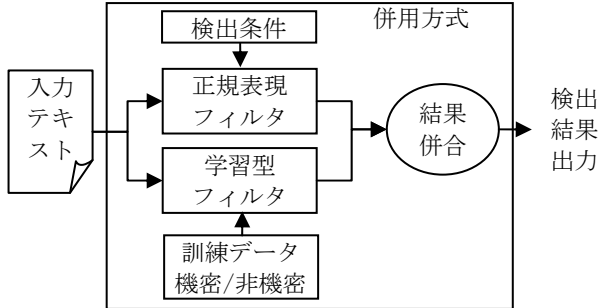 併用方式
検出条件
入力
テキ
スト
正規表現
フィルタ
学習型
フィルタ
訓練データ
機密/非機密
結果
併合
検出
結果
出力